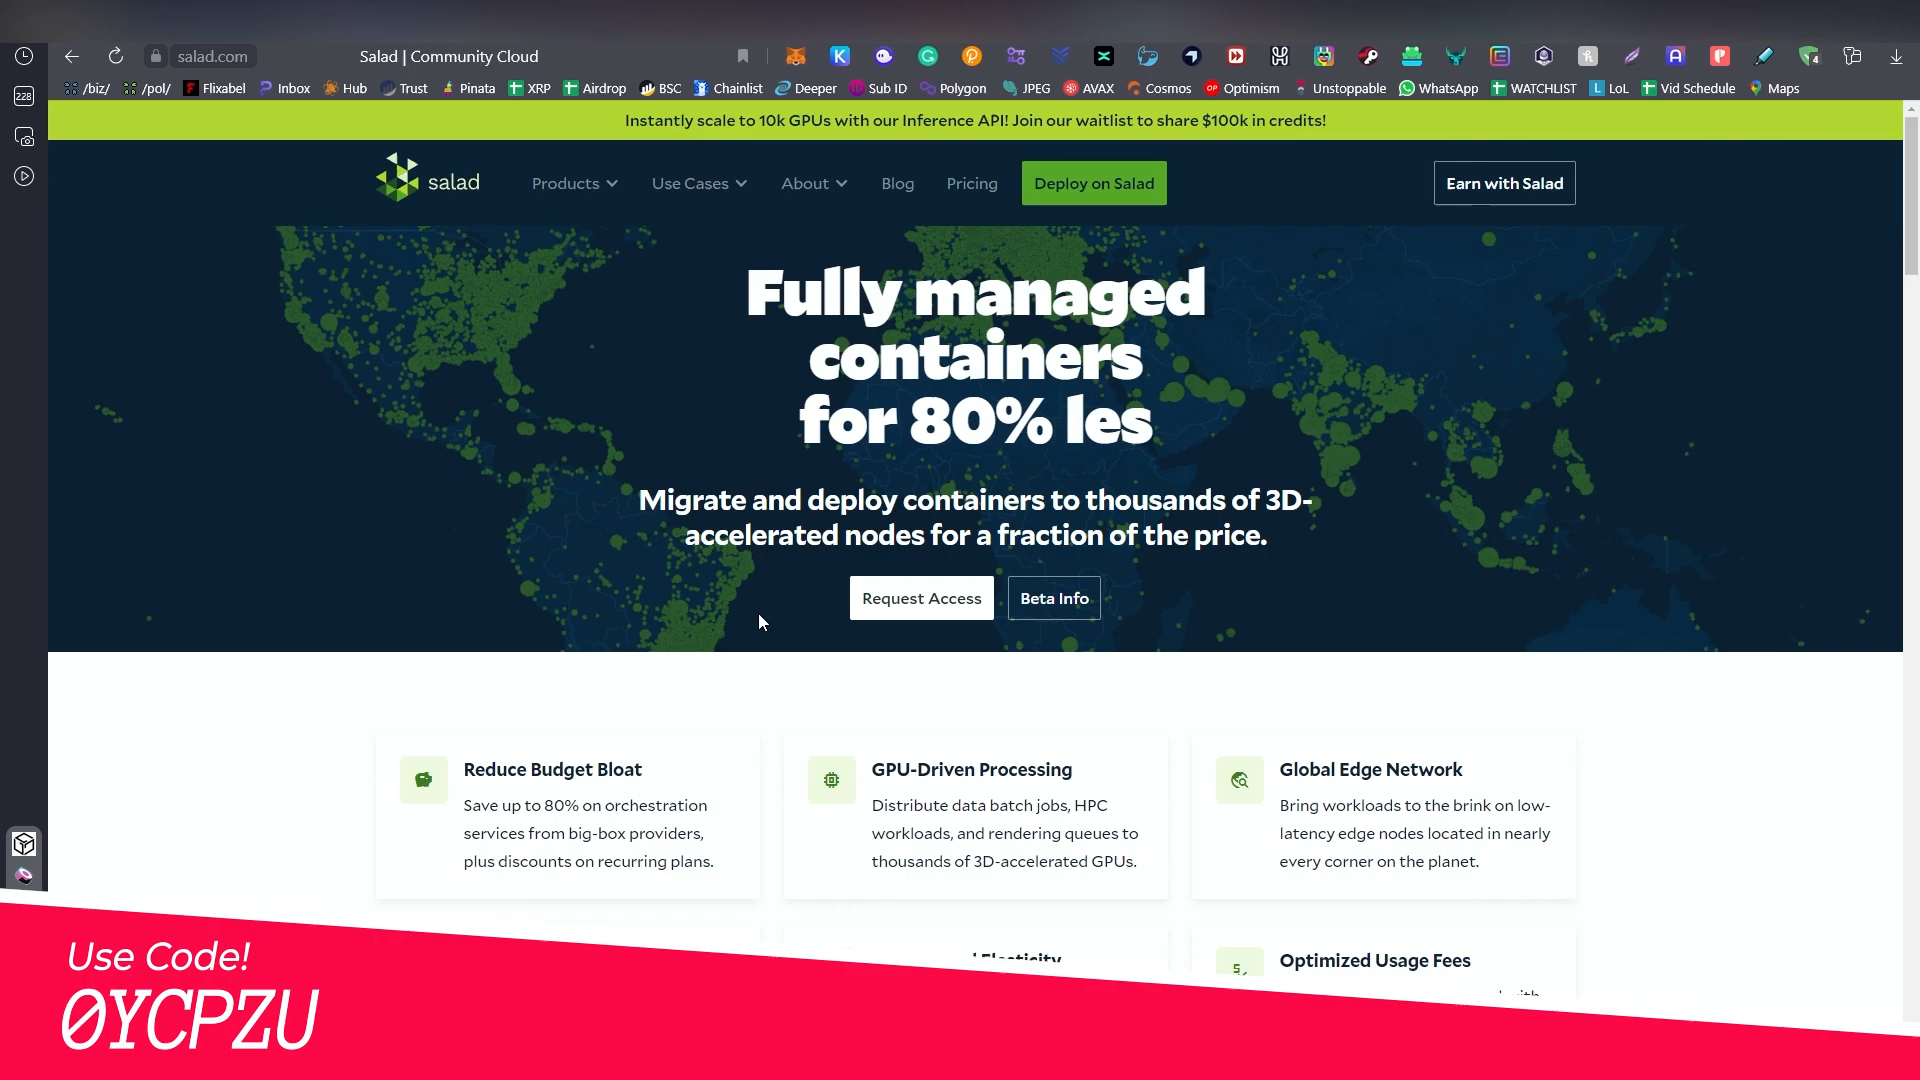 salad.com
Salad | Community Cloud
228
4
/biz/
/pol/
Flixabel
Inbox
Hub
Trust
Pinata
XRP
Airdrop
BSC
Chainlist
Deeper
Sub ID
Polygon
JPEG
AVAX
Cosmos
OP Optimism
Unstoppable
WhatsApp
WATCHLIST
L LoL
Vid Schedule
Maps
Instantly scale to 10k GPUs with our Inference API! Join our waitlist to share $100k in credits!
salad
Products
Use Cases
About
Blog
Pricing
Deploy on Salad
Earn with Salad
Fully managed
containers
for 80% les
Migrate and deploy containers to thousands of 3D-
accelerated nodes for a fraction of the price.
Request Access
Beta Info
Reduce Budget Bloat
Save up to 80% on orchestration
services from big-box providers,
plus discounts on recurring plans.
GPU-Driven Processing
Distribute data batch jobs, HPC
workloads, and rendering queues to
thousands of 3D-accelerated GPUs.
Global Edge Network
Bring workloads to the brink on low-
latency edge nodes located in nearly
every corner on the planet.
Elasticity
Optimized Usage Fees
with
Use Code!
0YCPZU